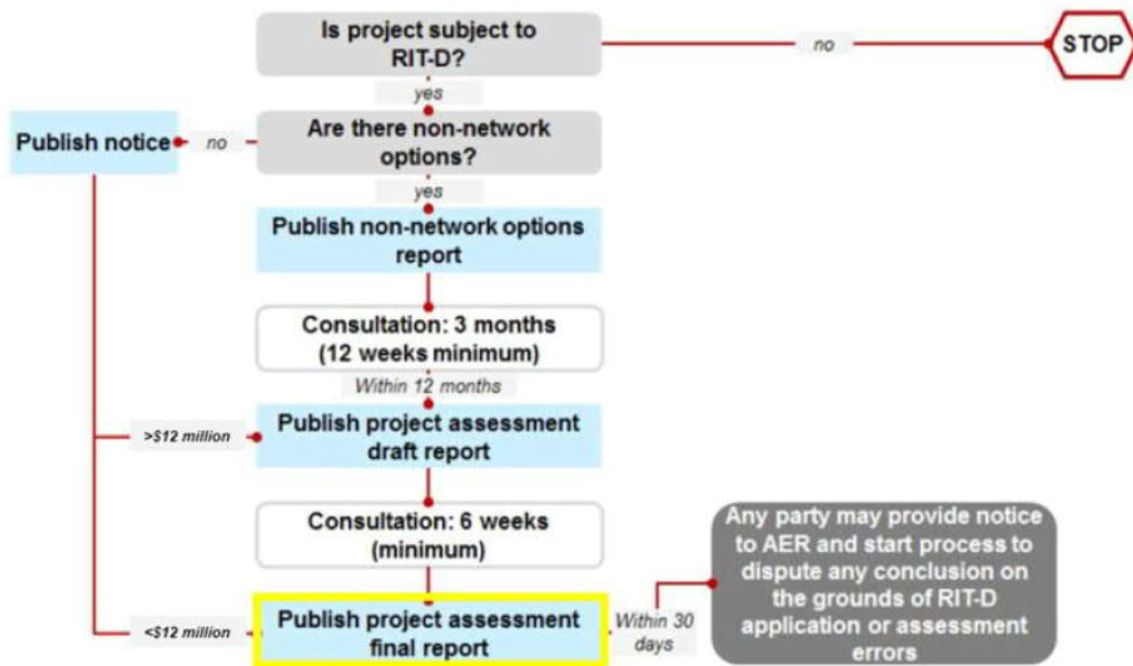 Is project subject to
RIT-D?
no
STOP
yes
Publish notice
no
Are there non-network
options?
yes
Publish non-network options
report
Consultation: 3 months
(12 weeks minimum)
Within 12 months
>$12 million
Publish project assessment
draft report
Consultation: 6 weeks
(minimum)
<$12 million
Publish project assessment
final report
Within 30
days
Any party may provide notice
to AER and start process to
dispute any conclusion on
the grounds of RIT-D
application or assessment
errors